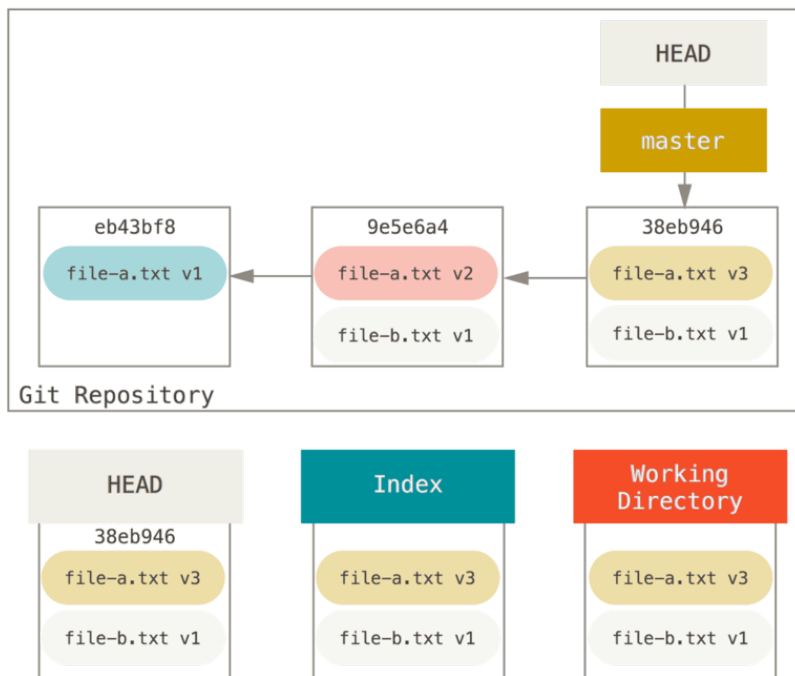 HEAD
master
eb43bf8
9e5e6a4
38eb946
file-a.txt v1
file-a.txt v2
file-a.txt v3
file-b.txt v1
file-b.txt v1
Git Repository
HEAD
Index
Working
Directory
38eb946
file-a.txt v3
file-a.txt v3
file-a.txt v3
file-b.txt v1
file-b.txt v1
file-b.txt v1